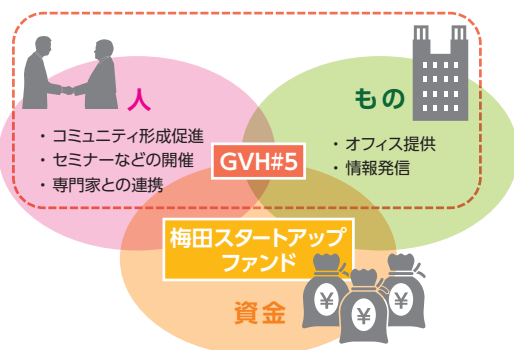 人
・コミュニティ形成促進
・セミナーなどの開催
・専門家との連携
もの
・オフィス提供
・情報発信
GVH#5
梅田スタートアップ
ファンド
資金
¥
¥
¥